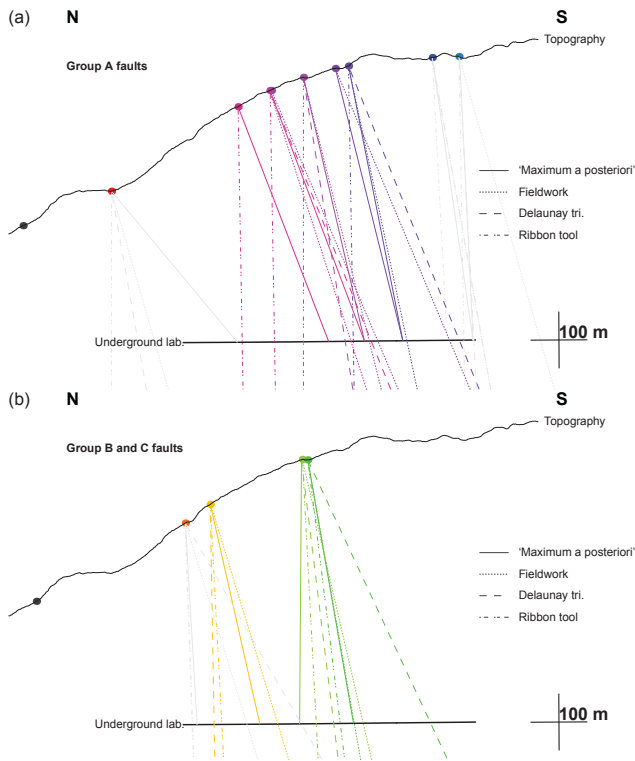 (a) N S
Topography
Group A faults
'Maximum a posteriori'
Fieldwork
Delaunay tri.
Ribbon tool
Underground lab.
100 m
(b) N S
Topography
Group B and C faults
'Maximum a posteriori'
Fieldwork
Delaunay tri.
Ribbon tool
Underground lab.
100 m